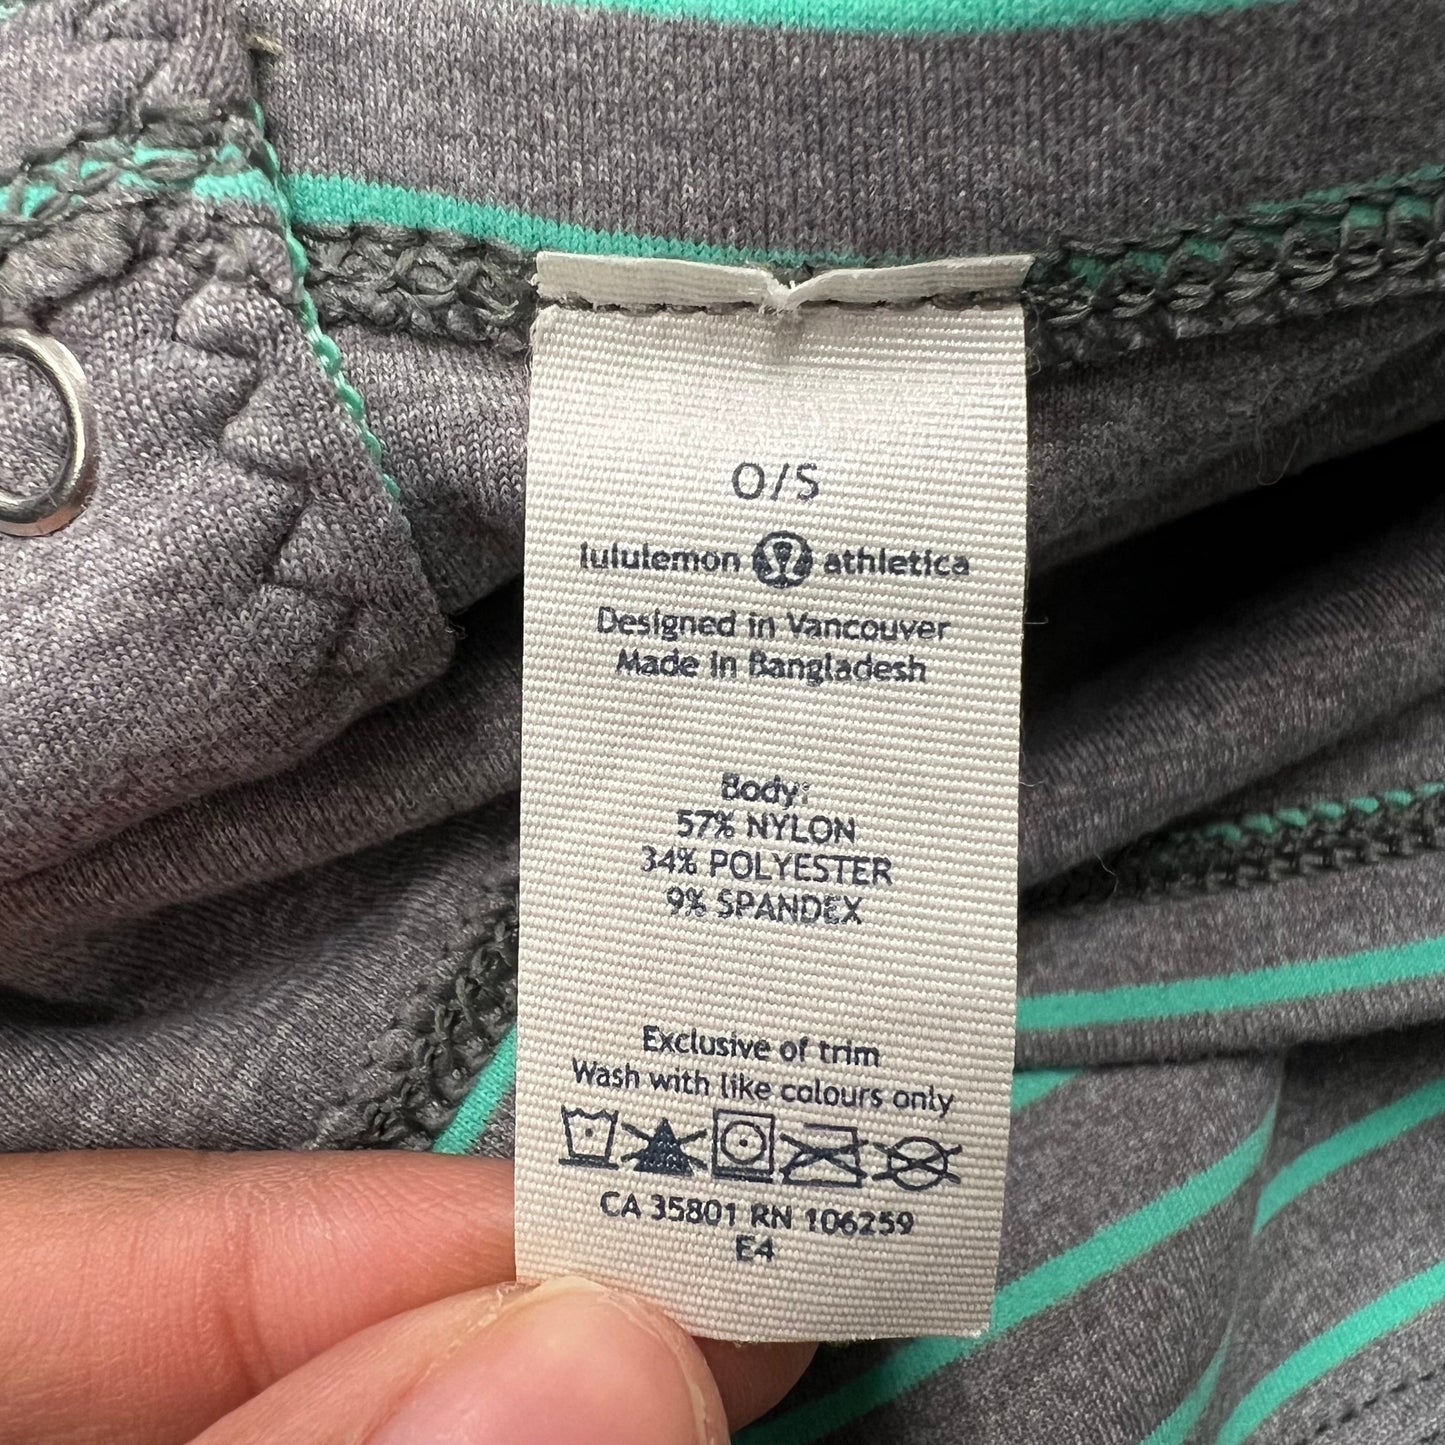 O/S
lululemon athletica
Designed in Vancouver
Made in Bangladesh
Body:
57% NYLON
34% POLYESTER
9% SPANDEX
Exclusive of trim
Wash with like colours only
CA 35801 RN 106259
E4